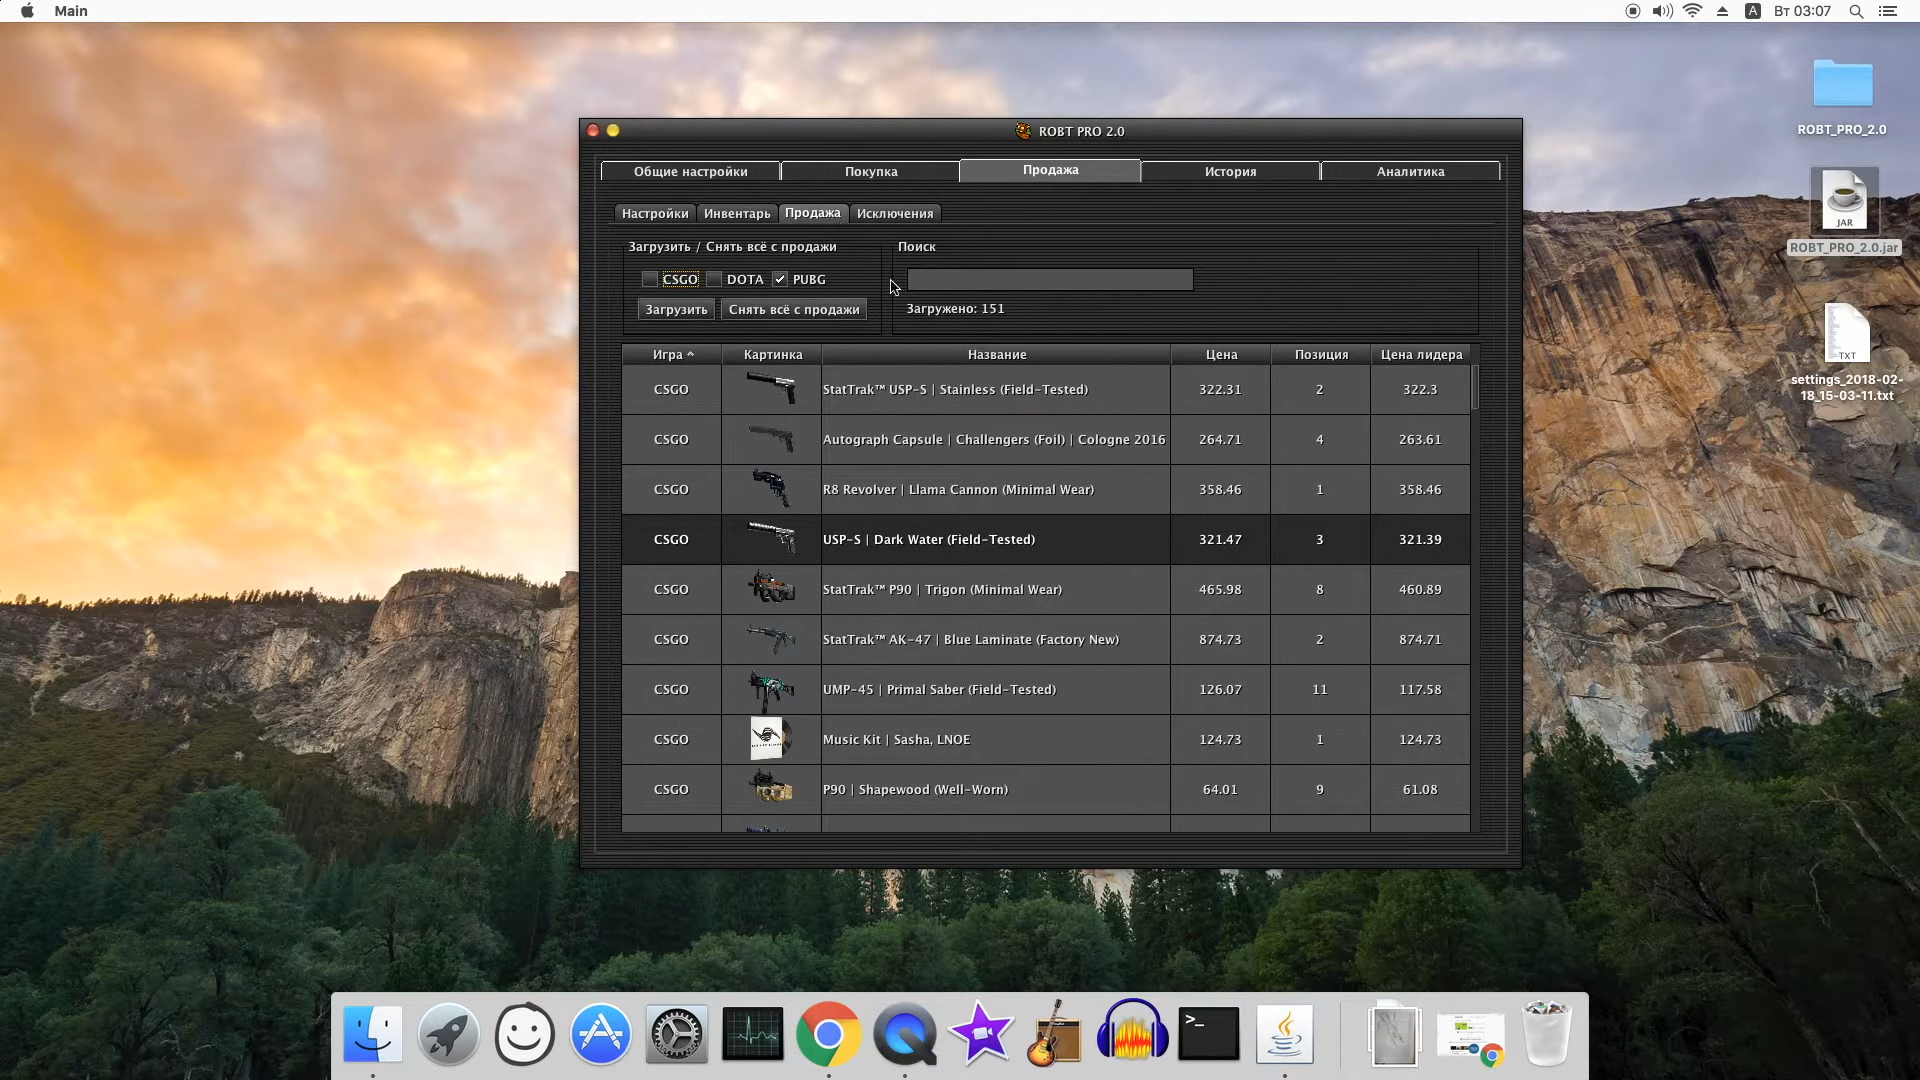 Main
A
Вт 03:07
ROBT PRO 2.0
Общие настройки
Покупка
Продажа
История
Аналитика
Настройки
Инвентарь
Продажа
Исключения
Загрузить / Снять всё с продажи
Поиск
CSGO
DOTA
PUBG
Загрузить
Снять всё с продажи
Загружено: 151
Игра
Картинка
Название
Цена
Позиция
Цена лидера
CSGO StatTrak™ USP-S | Stainless (Field-Tested) 322.31 2 322.3
CSGO Autograph Capsule | Challengers (Foil) | Cologne 2016 264.71 4 263.61
CSGO R8 Revolver | Llama Cannon (Minimal Wear) 358.46 1 358.46
CSGO USP-S | Dark Water (Field-Tested) 321.47 3 321.39
CSGO StatTrak™ P90 | Trigon (Minimal Wear) 465.98 8 460.89
CSGO StatTrak™ AK-47 | Blue Laminate (Factory New) 874.73 2 874.71
CSGO UMP-45 | Primal Saber (Field-Tested) 126.07 11 117.58
CSGO Music Kit | Sasha, LNOE 124.73 1 124.73
CSGO P90 | Shapewood (Well-Worn) 64.01 9 61.08
ROBT_PRO_2.0
JAR
ROBT_PRO_2.0.jar
TXT
settings_2018-02-
18_15-03-11.txt
>_